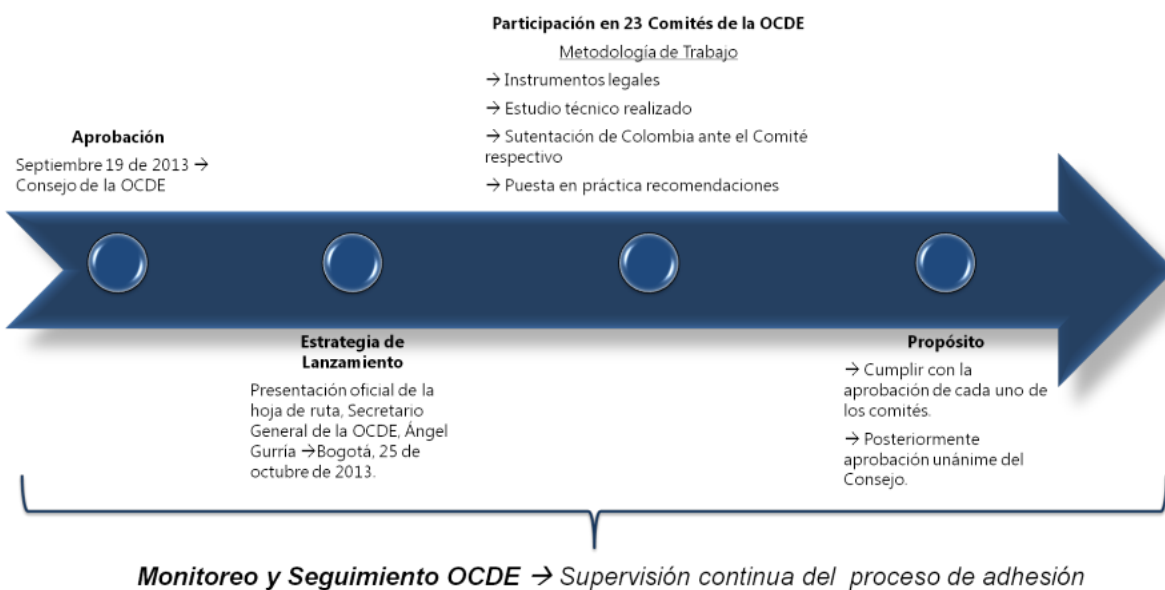 Participación en 23 Comités de la OCDE
Metodología de Trabajo
→ Instrumentos legales
→ Estudio técnico realizado
→ Sutentación de Colombia ante el Comité
respectivo
→ Puesta en práctica recomendaciones
Aprobación
Septiembre 19 de 2013 →
Consejo de la OCDE
Estrategia de
Lanzamiento
Presentación oficial de la
hoja de ruta, Secretario
General de la OCDE, Ángel
Gurría →Bogotá, 25 de
octubre de 2013.
Propósito
→ Cumplir con la
aprobación de cada uno de
los comités.
→ Posteriormente
aprobación unánime del
Consejo.
Monitoreo y Seguimiento OCDE → Supervisión continua del proceso de adhesión